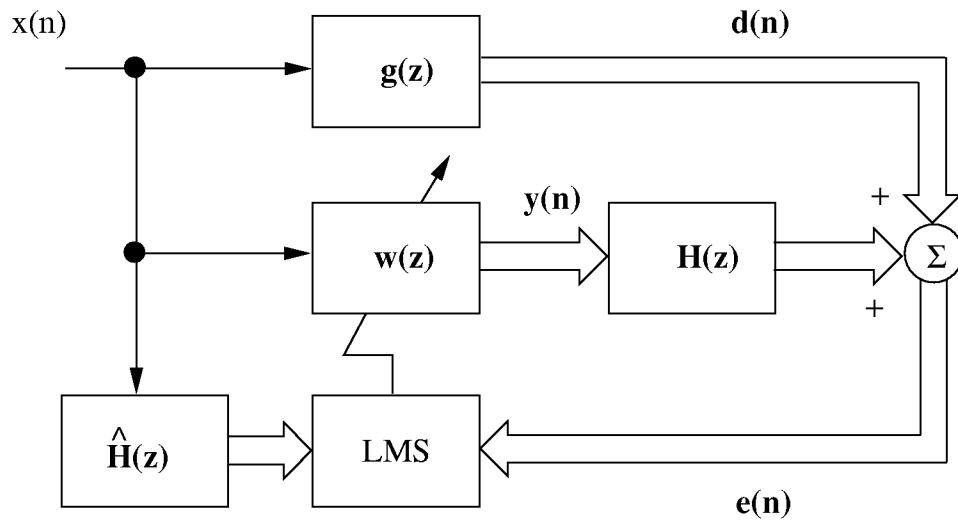 x(n)
d(n)
g(z)
y(n)
+
w(z)
H(z)
Σ
+
Ĥ(z)
LMS
e(n)